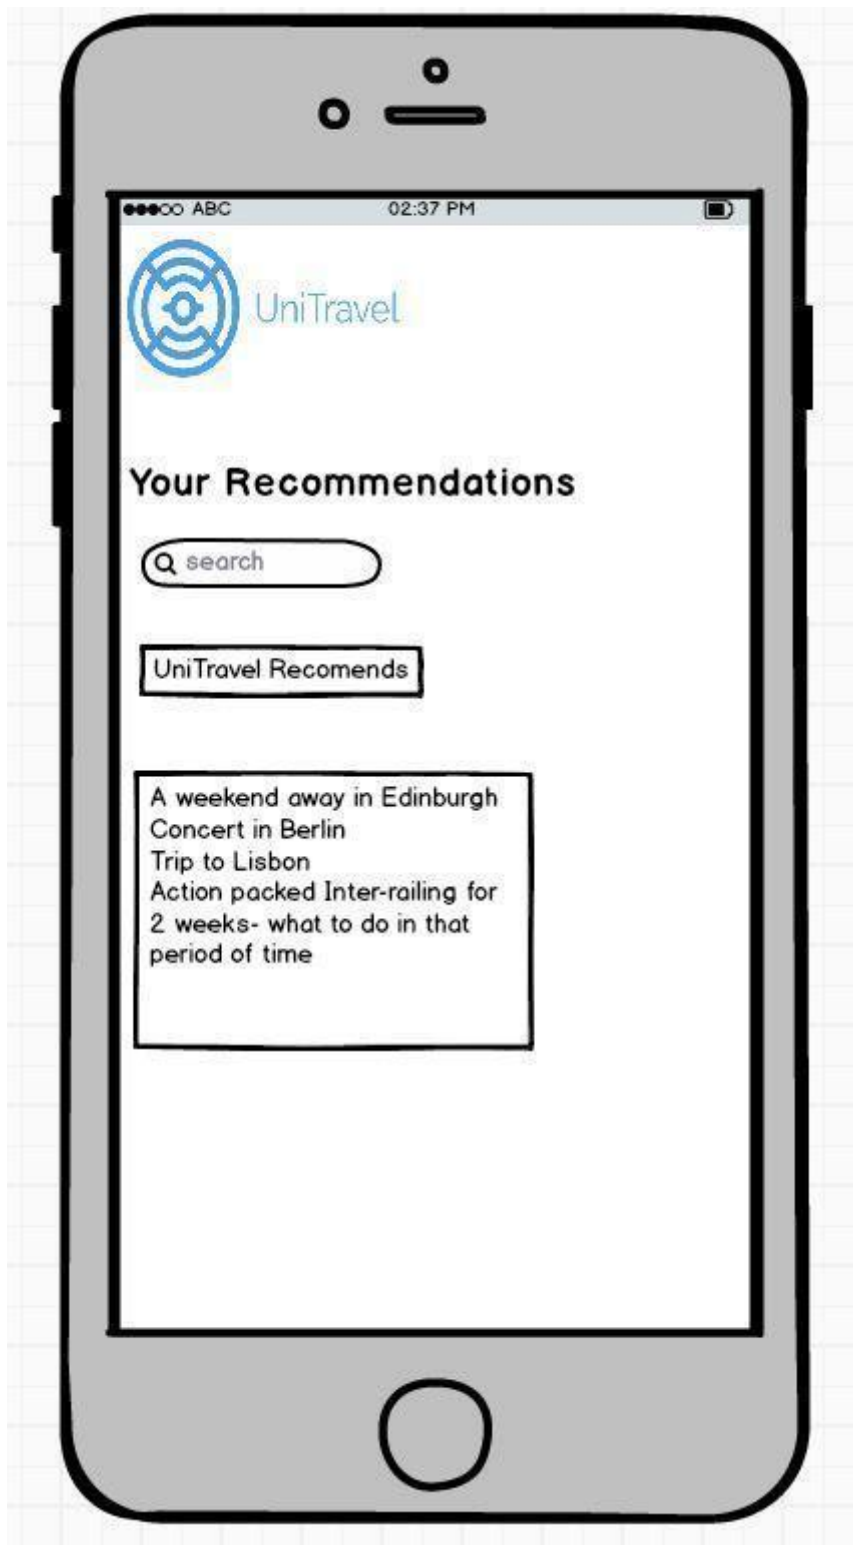 ABC 02:37 PM
UniTravel
Your Recommendations
search
UniTravel Recomends
A weekend away in Edinburgh
Concert in Berlin
Trip to Lisbon
Action packed Inter-railing for
2 weeks- what to do in that
period of time